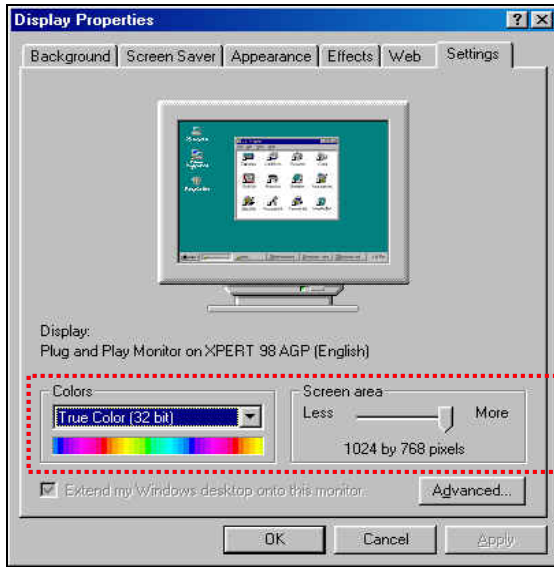 Display Properties
Background Screen Saver Appearance Effects Web Settings
Display:
Plug and Play Monitor on XPERT 98 AGP (English)
Colors
True Color (32 bit)
Screen area
Less More
1024 by 768 pixels
Extend my Windows desktop onto this monitor.
Advanced...
OK Cancel Apply